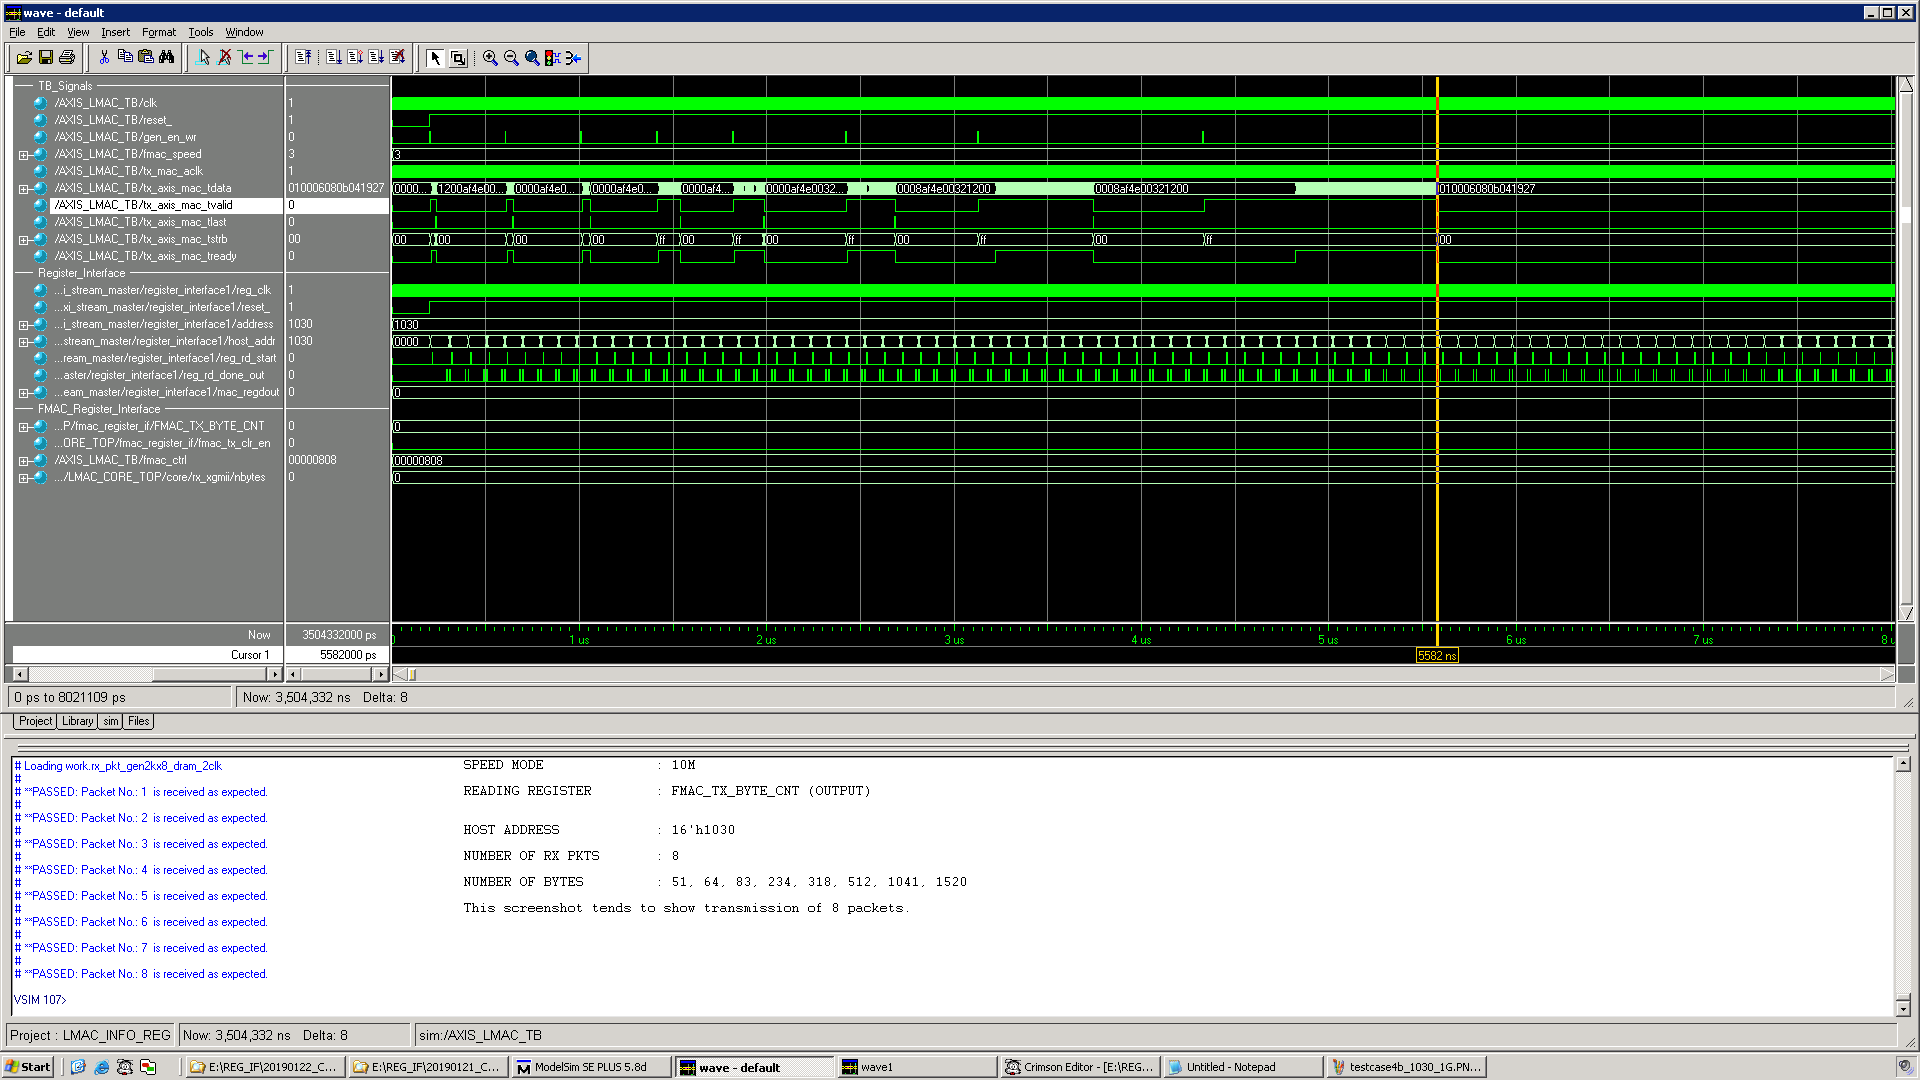 wave - default
File Edit View Insert Format Tools Window
TB_Signals
/AXIS_LMAC_TB/clk 1
/AXIS_LMAC_TB/reset_ 1
/AXIS_LMAC_TB/gen_en_wr 0
/AXIS_LMAC_TB/fmac_speed 3 3
/AXIS_LMAC_TB/tx_mac_aclk 1
/AXIS_LMAC_TB/tx_axis_mac_tdata 010006080b041927 0000... 1200af4e00... 0000af4e0... 0000af4e0... 0000af4... 0000af4e0032... 0008af4e00321200 0008af4e00321200 010006080b041927
/AXIS_LMAC_TB/tx_axis_mac_tvalid 0
/AXIS_LMAC_TB/tx_axis_mac_tlast 0
/AXIS_LMAC_TB/tx_axis_mac_tstrb 00 00 00 00 00 ff 00 ff 00 ff 00 ff 00 ff 00
/AXIS_LMAC_TB/tx_axis_mac_tready 0
Register_Interface
...i_stream_master/register_interface1/reg_clk 1
...xi_stream_master/register_interface1/reset_ 1
...i_stream_master/register_interface1/address 1030 1030
...stream_master/register_interface1/host_addr 1030 0000
...ream_master/register_interface1/reg_rd_start 0
...aster/register_interface1/reg_rd_done_out 0
...eam_master/register_interface1/mac_regdout 0 0
FMAC_Register_Interface
...P/fmac_register_if/FMAC_TX_BYTE_CNT 0 0
...ORE_TOP/fmac_register_if/fmac_tx_clr_en 0
/AXIS_LMAC_TB/fmac_ctrl 00000808 00000808
.../LMAC_CORE_TOP/core/rx_xgmii/nbytes 0 0
Now 3504332000 ps 0 1 us 2 us 3 us 4 us 5 us 6 us 7 us 8 u
Cursor 1 5582000 ps 5582 ns
0 ps to 8021109 ps Now: 3,504,332 ns Delta: 8
Project Library sim Files
# Loading work.rx_pkt_gen2kx8_dram_2clk
#
# **PASSED: Packet No.: 1 is received as expected.
#
# **PASSED: Packet No.: 2 is received as expected.
#
# **PASSED: Packet No.: 3 is received as expected.
#
# **PASSED: Packet No.: 4 is received as expected.
#
# **PASSED: Packet No.: 5 is received as expected.
#
# **PASSED: Packet No.: 6 is received as expected.
#
# **PASSED: Packet No.: 7 is received as expected.
#
# **PASSED: Packet No.: 8 is received as expected.
VSIM 107>
SPEED MODE : 10M
READING REGISTER : FMAC_TX_BYTE_CNT (OUTPUT)
HOST ADDRESS : 16'h1030
NUMBER OF RX PKTS : 8
NUMBER OF BYTES : 51, 64, 83, 234, 318, 512, 1041, 1520
This screenshot tends to show transmission of 8 packets.
Project : LMAC_INFO_REG Now: 3,504,332 ns Delta: 8 sim:/AXIS_LMAC_TB
Start E:\REG_IF\20190122_C... E:\REG_IF\20190121_C... ModelSim SE PLUS 5.8d wave - default wave1 Crimson Editor - [E:\REG... Untitled - Notepad testcase4b_1030_1G.PN...